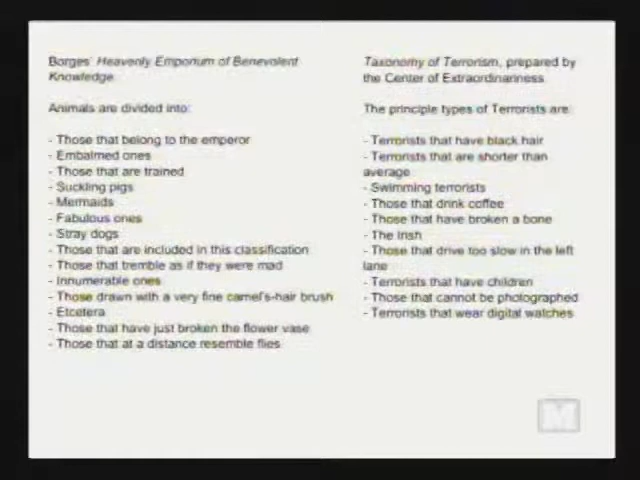 Borges' Heavenly Emporium of Benevolent
Knowledge.
Animals are divided into:
- Those that belong to the emperor
- Embalmed ones
- Those that are trained
- Suckling pigs
- Mermaids
- Fabulous ones
- Stray dogs
- Those that are included in this classification
- Those that tremble as if they were mad
- Innumerable ones
- Those drawn with a very fine camel's-hair brush
- Etcetera
- Those that have just broken the flower vase
- Those that at a distance resemble flies
Taxonomy of Terrorism, prepared by
the Center of Extraordinariness
The principle types of Terrorists are:
- Terrorists that have black hair
- Terrorists that are shorter than
average
- Swimming terrorists
- Those that drink coffee
- Those that have broken a bone
- The Irish
- Those that drive too slow in the left
lane
- Terrorists that have children
- Those that cannot be photographed
- Terrorists that wear digital watches